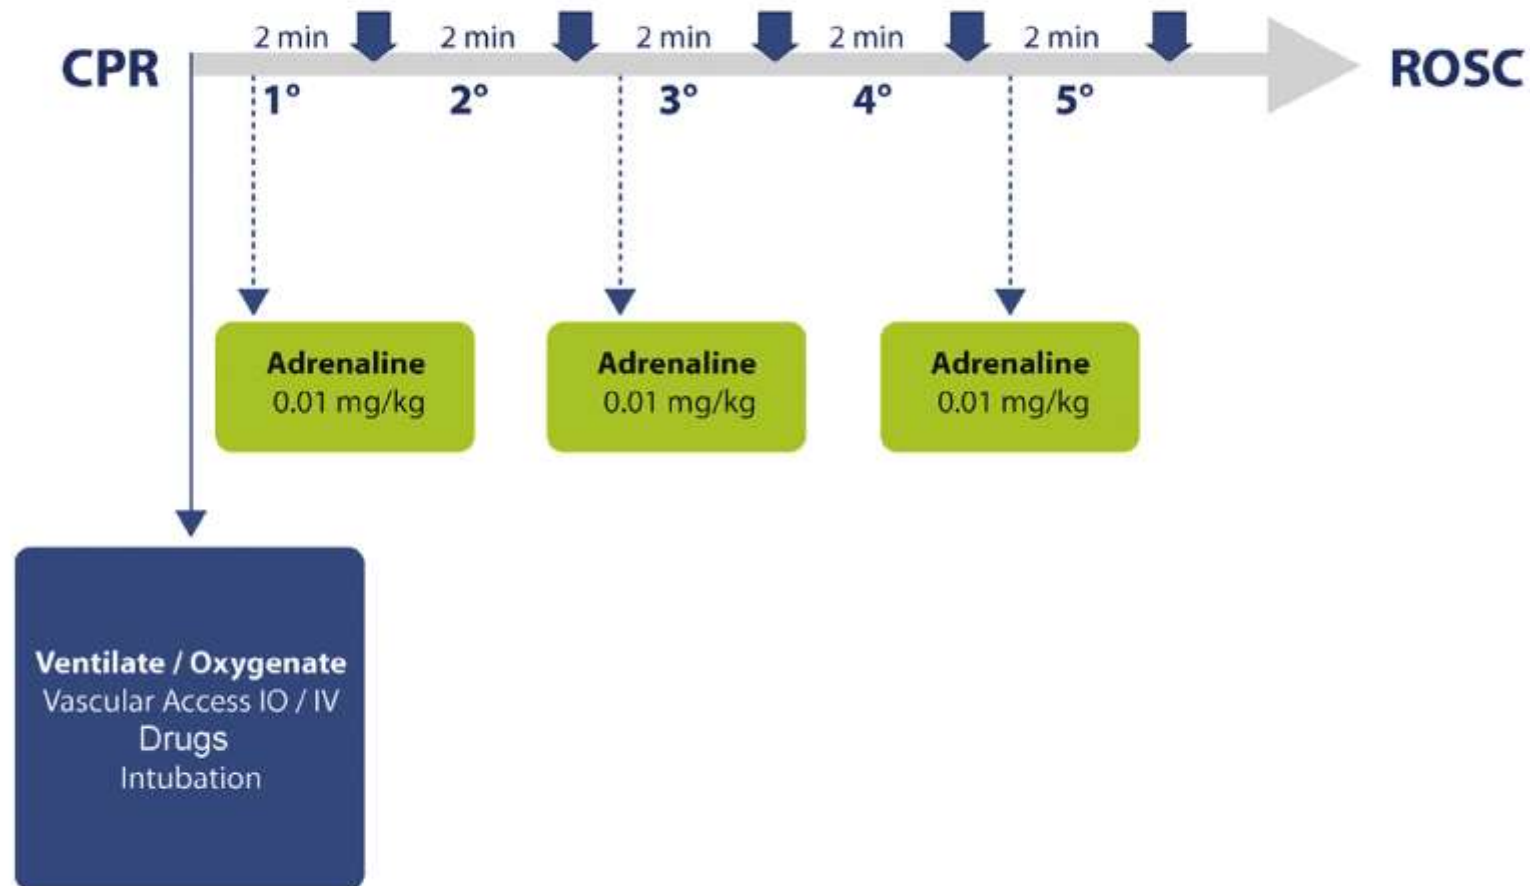 2 min 2 min 2 min 2 min 2 min
CPR
ROSC
1° 2° 3° 4° 5°
Adrenaline
0.01 mg/kg
Adrenaline
0.01 mg/kg
Adrenaline
0.01 mg/kg
Ventilate / Oxygenate
Vascular Access IO / IV
Drugs
Intubation